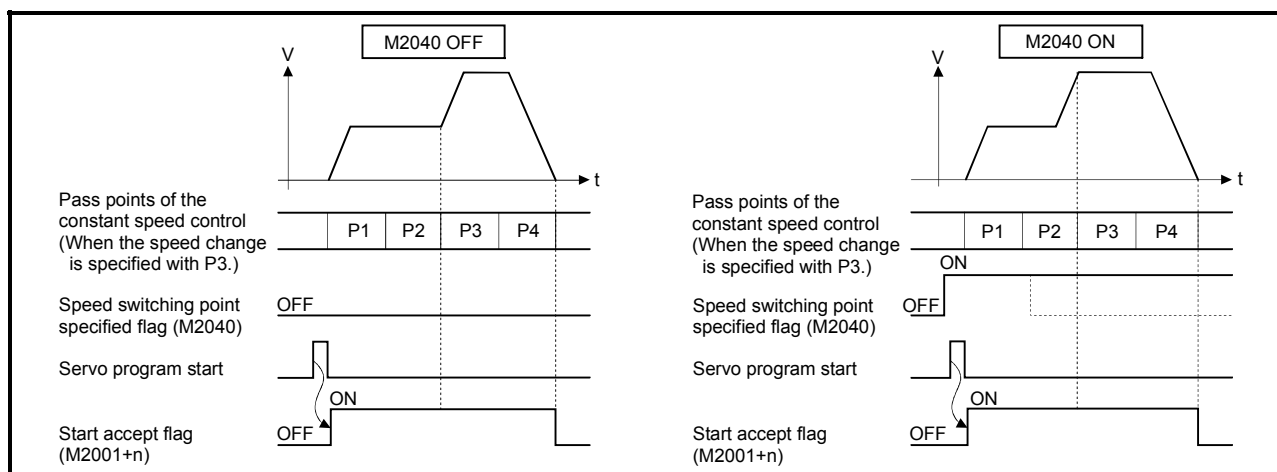 M2040 OFF
V
t
Pass points of the
constant speed control
(When the speed change
is specified with P3.)
P1 P2 P3 P4
Speed switching point
specified flag (M2040)
OFF
Servo program start
ON
Start accept flag
(M2001+n)
OFF
M2040 ON
V
t
Pass points of the
constant speed control
(When the speed change
is specified with P3.)
P1 P2 P3 P4
ON
Speed switching point
specified flag (M2040)
OFF
Servo program start
ON
Start accept flag
(M2001+n)
OFF